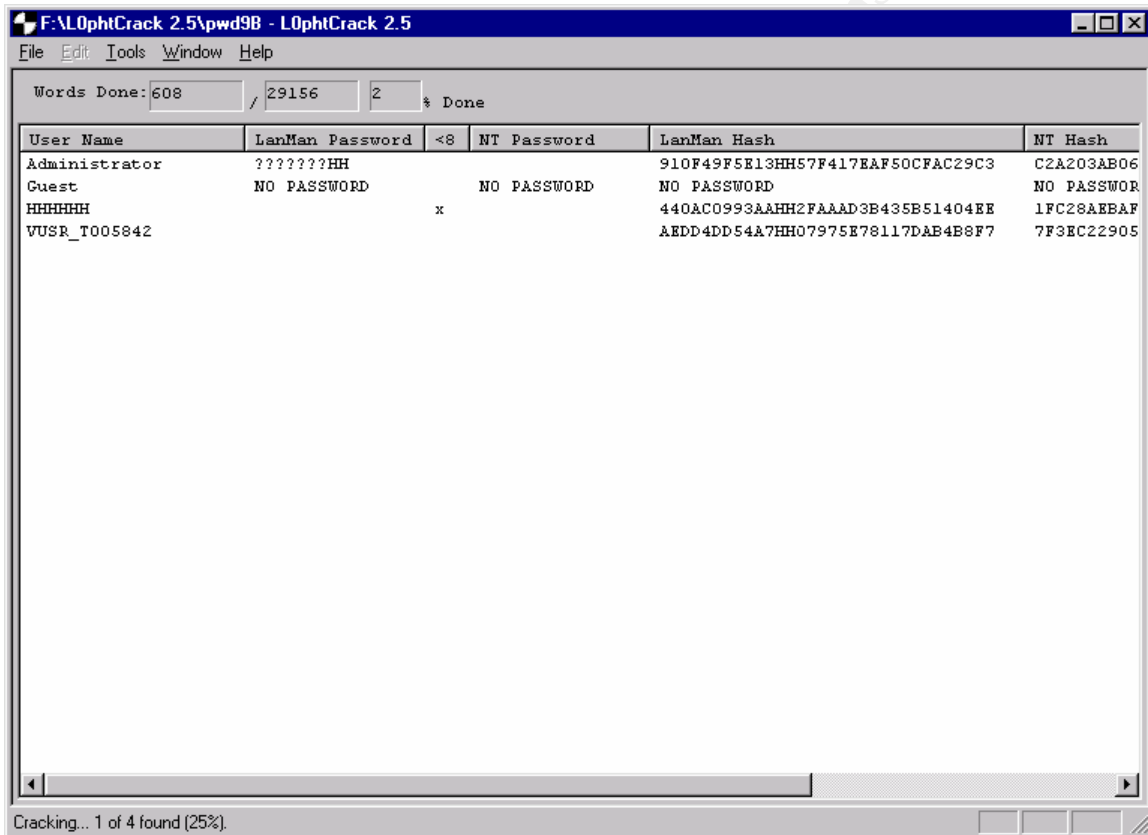 F:\L0phtCrack 2.5\pwd9B - L0phtCrack 2.5
File Edit Tools Window Help
Words Done: 608 / 29156 2 % Done
User Name LanMan Password <8 NT Password LanMan Hash NT Hash
Administrator ???????HH 910F49F5E13HH57F417EAF50CFAC29C3 C2A203AB06
Guest NO PASSWORD NO PASSWORD NO PASSWORD NO PASSWOR
HHHHHH x 440AC0993AAHH2FAAAD3B435B51404EE 1FC28AEBAF
VUSR_T005842 AEDD4DD54A7HH07975E78117DAB4B8F7 7F3EC22905
Cracking... 1 of 4 found (25%).